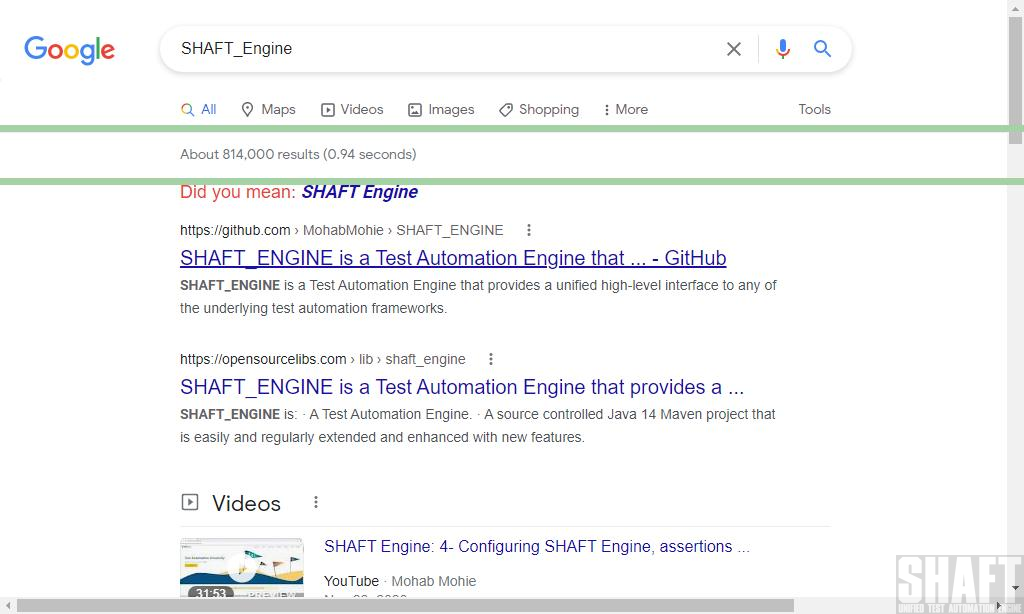 Google
SHAFT_Engine
All Maps Videos Images Shopping More Tools
About 814,000 results (0.94 seconds)
Did you mean: SHAFT Engine
https://github.com › MohabMohie › SHAFT_ENGINE
SHAFT_ENGINE is a Test Automation Engine that ... - GitHub
SHAFT_ENGINE is a Test Automation Engine that provides a unified high-level interface to any of
the underlying test automation frameworks.
https://opensourcelibs.com › lib › shaft_engine
SHAFT_ENGINE is a Test Automation Engine that provides a ...
SHAFT_ENGINE is: · A Test Automation Engine. · A source controlled Java 14 Maven project that
is easily and regularly extended and enhanced with new features.
Videos
SHAFT Engine: 4- Configuring SHAFT Engine, assertions ...
YouTube · Mohab Mohie
31:53 PREVIEW
SHAFT
UNIFIED TEST AUTOMATION